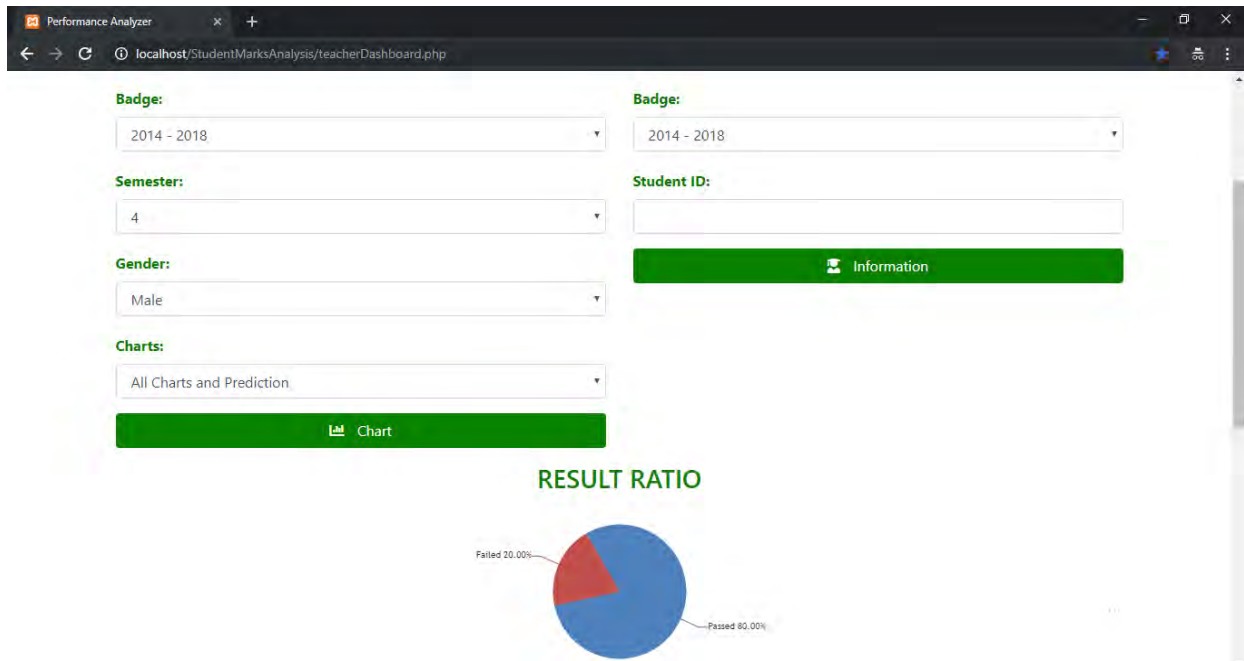 Performance Analyzer
localhost/StudentMarksAnalysis/teacherDashboard.php
Badge:
2014 - 2018
Semester:
4
Gender:
Male
Charts:
All Charts and Prediction
Chart
Badge:
2014 - 2018
Student ID:
Information
RESULT RATIO
Failed 20.00%
Passed 80.00%